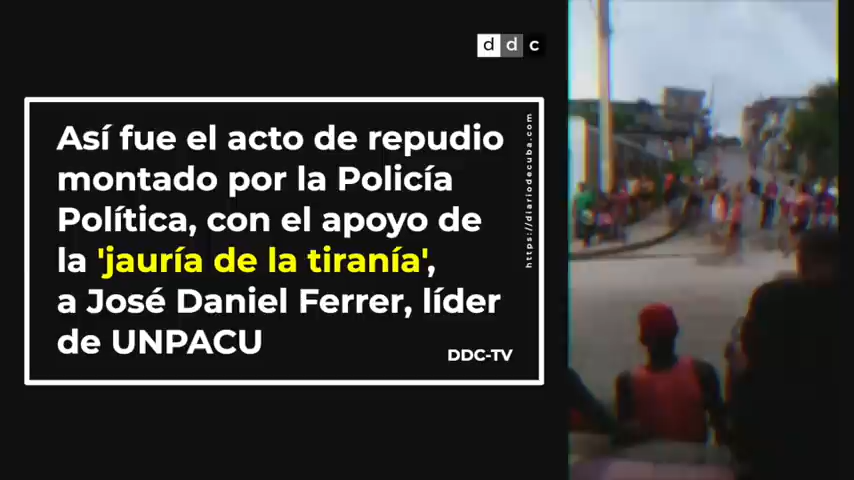 d d c
Así fue el acto de repudio
montado por la Policía
Política, con el apoyo de
la 'jauría de la tiranía',
a José Daniel Ferrer, líder
de UNPACU
DDC-TV
https://diariodecuba.com